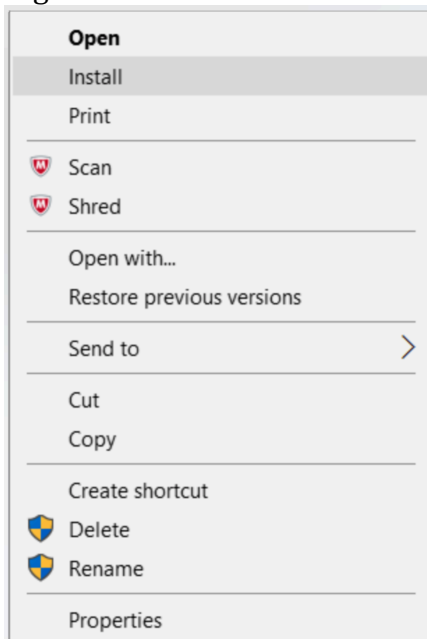 Open
Install
Print
Scan
Shred
Open with...
Restore previous versions
Send to
Cut
Copy
Create shortcut
Delete
Rename
Properties